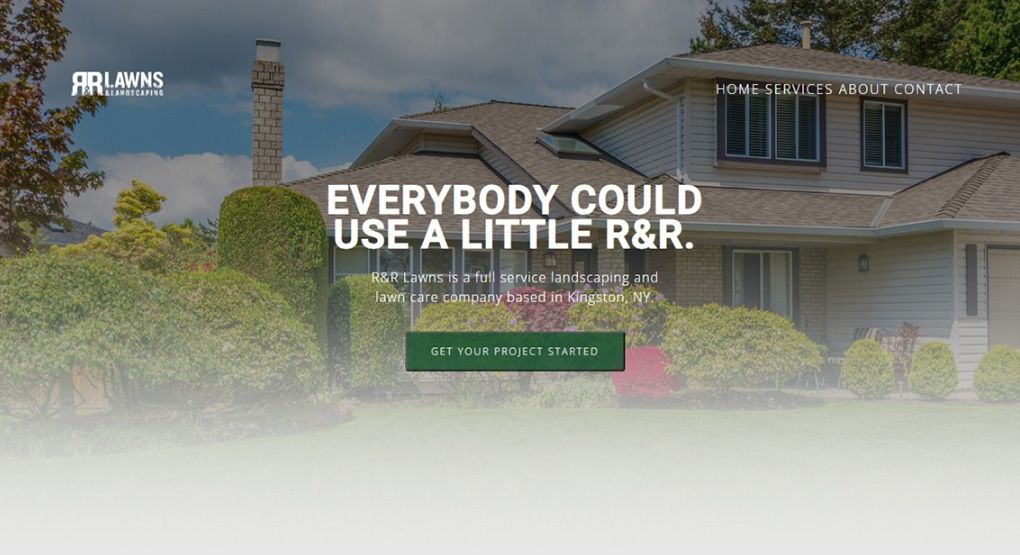 R&R LAWNS
& LANDSCAPING
HOME SERVICES ABOUT CONTACT
EVERYBODY COULD
USE A LITTLE R&R.
R&R Lawns is a full service landscaping and
lawn care company based in Kingston, NY.
GET YOUR PROJECT STARTED